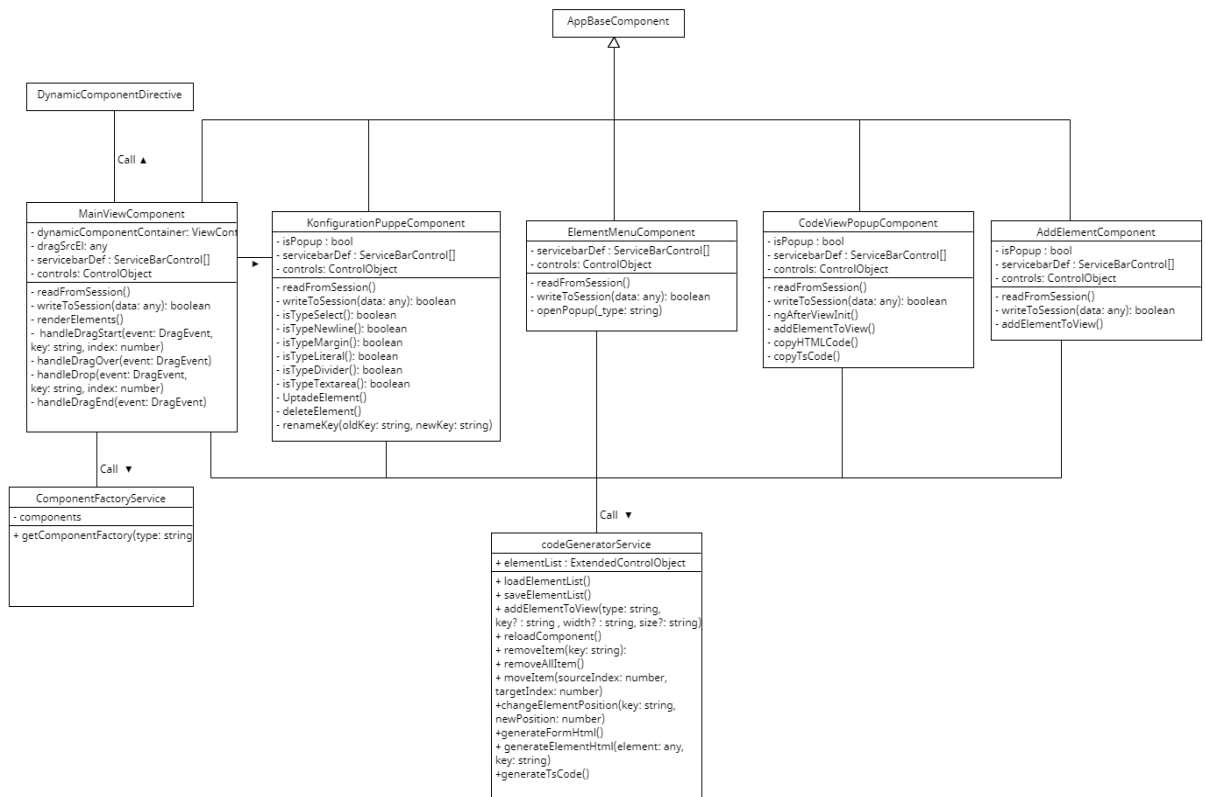 AppBaseComponent
DynamicComponentDirective
Call ▲
MainViewComponent
- dynamicComponentContainer: ViewCont
- dragSrcEl: any
- servicebarDef : ServiceBarControl[]
- controls: ControlObject
- readFromSession()
- writeToSession(data: any): boolean
- renderElements()
- handleDragStart(event: DragEvent,
key: string, index: number)
- handleDragOver(event: DragEvent)
- handleDrop(event: DragEvent,
key: string, index: number)
- handleDragEnd(event: DragEvent)
KonfigurationPuppeComponent
- isPopup : bool
- servicebarDef : ServiceBarControl[]
- controls: ControlObject
- readFromSession()
- writeToSession(data: any): boolean
- isTypeSelect(): boolean
- isTypeNewline(): boolean
- isTypeMargin(): boolean
- isTypeLiteral(): boolean
- isTypeDivider(): boolean
- isTypeTextarea(): boolean
- UptadeElement()
- deleteElement()
- renameKey(oldKey: string, newKey: string)
ElementMenuComponent
- servicebarDef : ServiceBarControl[]
- controls: ControlObject
- readFromSession()
- writeToSession(data: any): boolean
- openPopup(_type: string)
CodeViewPopupComponent
- isPopup : bool
- servicebarDef : ServiceBarControl[]
- controls: ControlObject
- readFromSession()
- writeToSession(data: any): boolean
- ngAfterViewInit()
- addElementToView()
- copyHTMLCode()
- copyTsCode()
AddElementComponent
- isPopup : bool
- servicebarDef : ServiceBarControl[]
- controls: ControlObject
- readFromSession()
- writeToSession(data: any): boolean
- addElementToView()
Call ▼
ComponentFactoryService
- components
+ getComponentFactory(type: string
Call ▼
codeGeneratorService
+ elementList : ExtendedControlObject
+ loadElementList()
+ saveElementList()
+ addElementToView(type: string,
key? : string , width? : string, size?: string)
+ reloadComponent()
+ removeItem(key: string):
+ removeAllItem()
+ moveItem(sourceIndex: number,
targetIndex: number)
+changeElementPosition(key: string,
newPosition: number)
+generateFormHtml()
+ generateElementHtml(element: any,
key: string)
+generateTsCode()